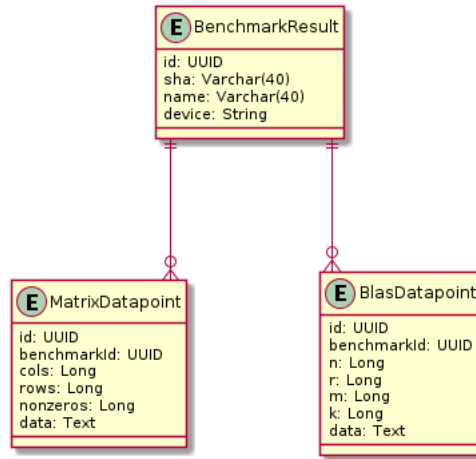 E BenchmarkResult
id: UUID
sha: Varchar(40)
name: Varchar(40)
device: String
E MatrixDatapoint
id: UUID
benchmarkId: UUID
cols: Long
rows: Long
nonzeros: Long
data: Text
E BlasDatapoint
id: UUID
benchmarkId: UUID
n: Long
r: Long
m: Long
k: Long
data: Text